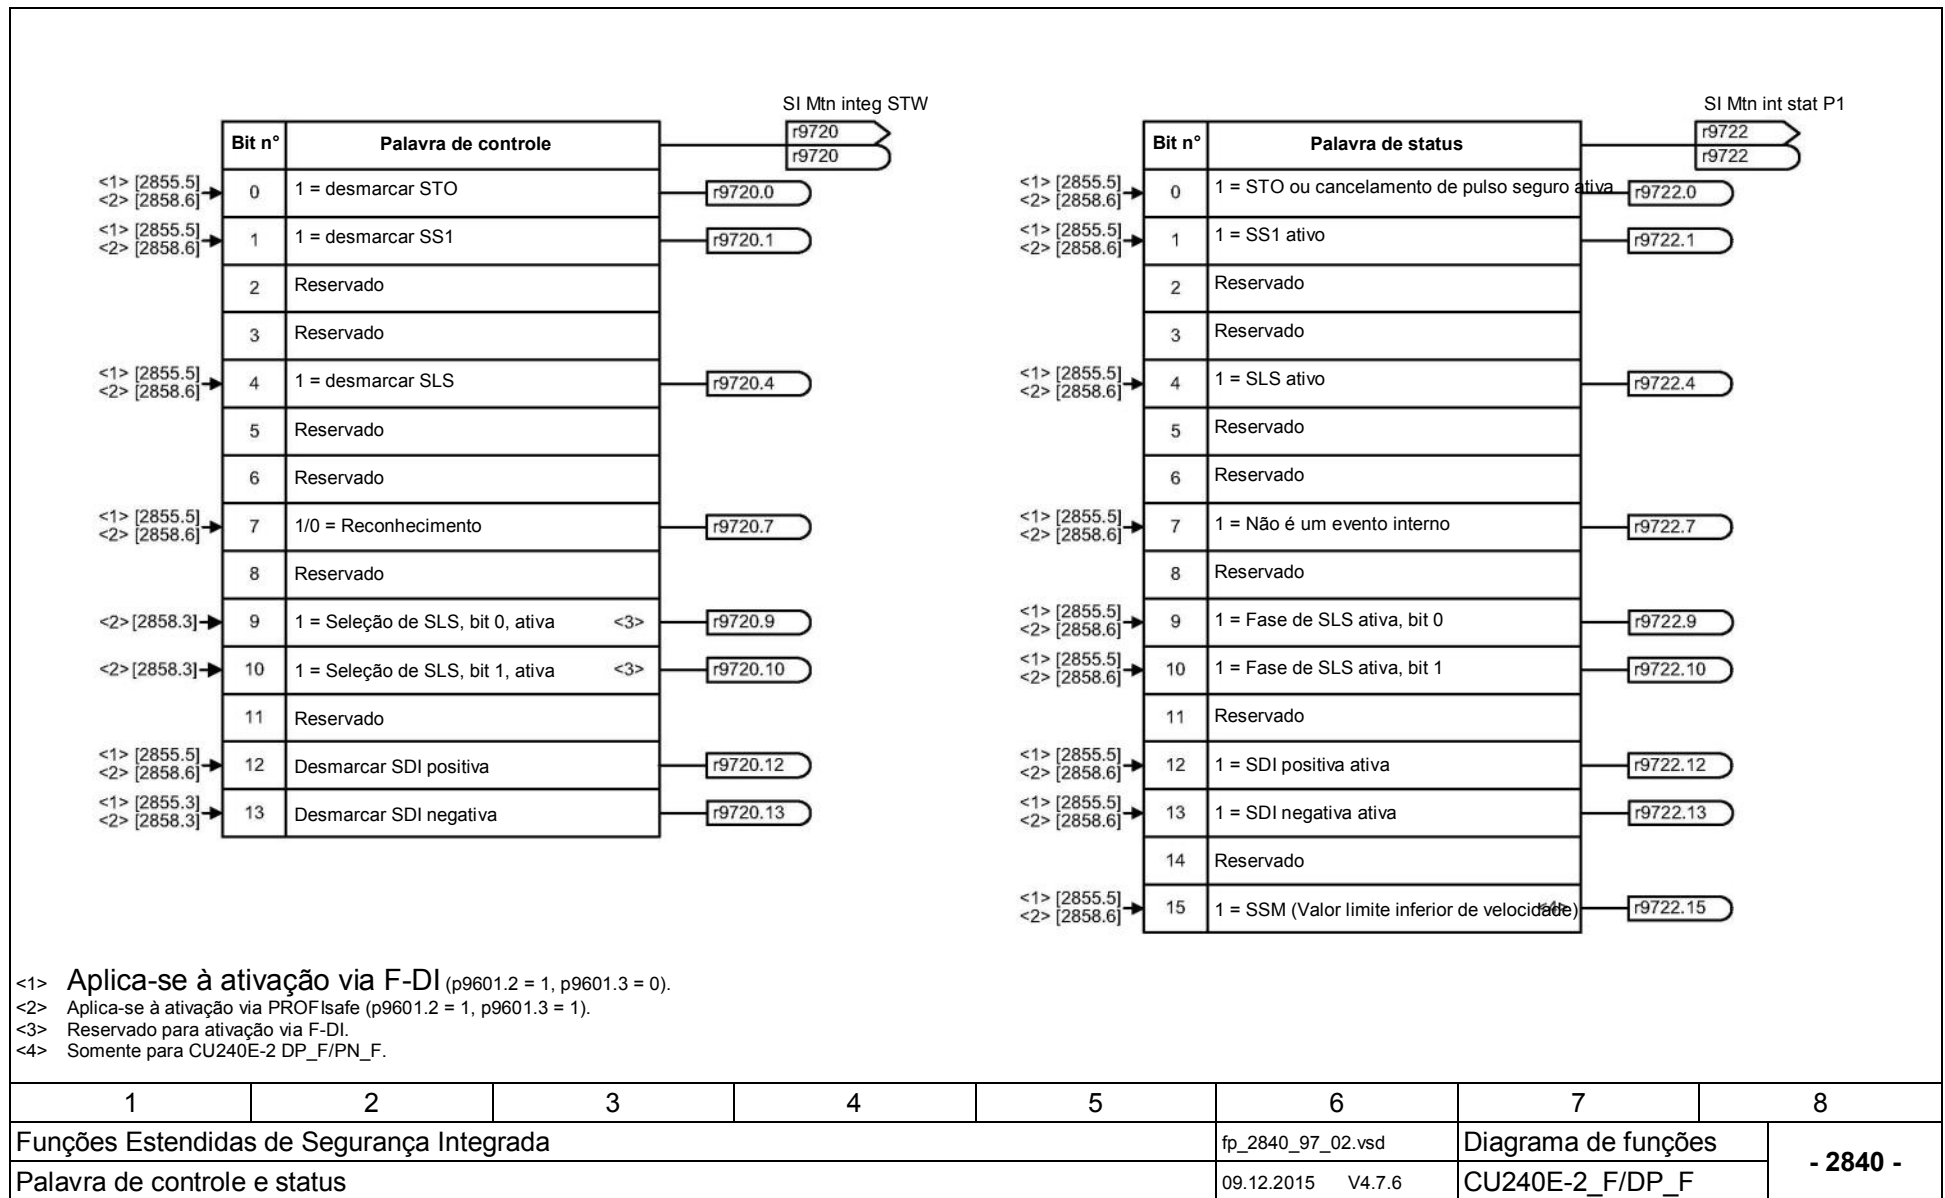 SI Mtn integ STW
r9720
r9720
Bit n° Palavra de controle
<1> [2855.5]
<2> [2858.6]
0 1 = desmarcar STO r9720.0
<1> [2855.5]
<2> [2858.6]
1 1 = desmarcar SS1 r9720.1
2 Reservado
3 Reservado
<1> [2855.5]
<2> [2858.6]
4 1 = desmarcar SLS r9720.4
5 Reservado
6 Reservado
<1> [2855.5]
<2> [2858.6]
7 1/0 = Reconhecimento r9720.7
8 Reservado
<2> [2858.3] 9 1 = Seleção de SLS, bit 0, ativa <3> r9720.9
<2> [2858.3] 10 1 = Seleção de SLS, bit 1, ativa <3> r9720.10
11 Reservado
<1> [2855.5]
<2> [2858.6]
12 Desmarcar SDI positiva r9720.12
<1> [2855.3]
<2> [2858.3]
13 Desmarcar SDI negativa r9720.13
SI Mtn int stat P1
r9722
r9722
Bit n° Palavra de status
<1> [2855.5]
<2> [2858.6]
0 1 = STO ou cancelamento de pulso seguro ativa r9722.0
<1> [2855.5]
<2> [2858.6]
1 1 = SS1 ativo r9722.1
2 Reservado
3 Reservado
<1> [2855.5]
<2> [2858.6]
4 1 = SLS ativo r9722.4
5 Reservado
6 Reservado
<1> [2855.5]
<2> [2858.6]
7 1 = Não é um evento interno r9722.7
8 Reservado
<1> [2855.5]
<2> [2858.6]
9 1 = Fase de SLS ativa, bit 0 r9722.9
<1> [2855.5]
<2> [2858.6]
10 1 = Fase de SLS ativa, bit 1 r9722.10
11 Reservado
<1> [2855.5]
<2> [2858.6]
12 1 = SDI positiva ativa r9722.12
<1> [2855.5]
<2> [2858.6]
13 1 = SDI negativa ativa r9722.13
14 Reservado
<1> [2855.5]
<2> [2858.6]
15 1 = SSM (Valor limite inferior de velocidade) <4> r9722.15
<1> Aplica-se à ativação via F-DI (p9601.2 = 1, p9601.3 = 0).
<2> Aplica-se à ativação via PROFIsafe (p9601.2 = 1, p9601.3 = 1).
<3> Reservado para ativação via F-DI.
<4> Somente para CU240E-2 DP_F/PN_F.
1 2 3 4 5 6 7 8
Funções Estendidas de Segurança Integrada fp_2840_97_02.vsd Diagrama de funções
- 2840 -
Palavra de controle e status 09.12.2015 V4.7.6 CU240E-2_F/DP_F